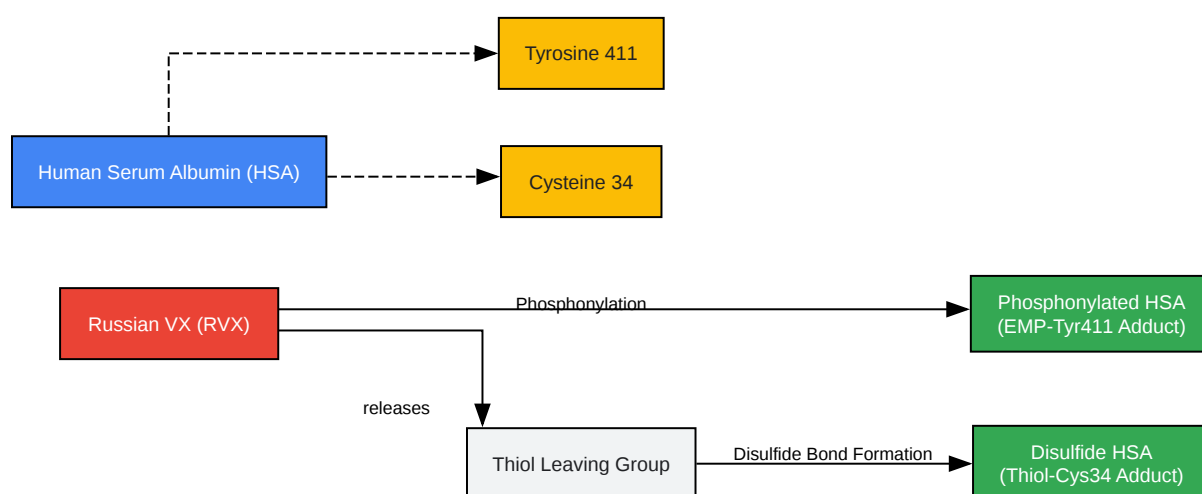 Tyrosine 411
Human Serum Albumin (HSA)
Cysteine 34
Russian VX (RVX)
Phosphonylation
Phosphonylated HSA
(EMP-Tyr411 Adduct)
releases
Thiol Leaving Group
Disulfide Bond Formation
Disulfide HSA
(Thiol-Cys34 Adduct)